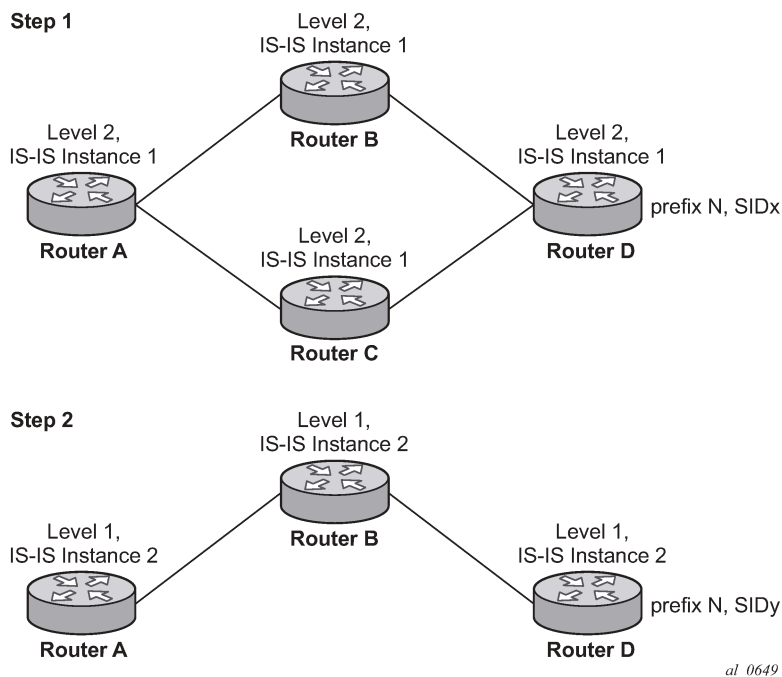 Step 1
Level 2,
IS-IS Instance 1
Router B
Level 2,
IS-IS Instance 1
Router A
Level 2,
IS-IS Instance 1
prefix N, SIDx
Router D
Level 2,
IS-IS Instance 1
Router C
Step 2
Level 1,
IS-IS Instance 2
Router B
Level 1,
IS-IS Instance 2
Router A
Level 1,
IS-IS Instance 2
prefix N, SIDy
Router D
al_0649